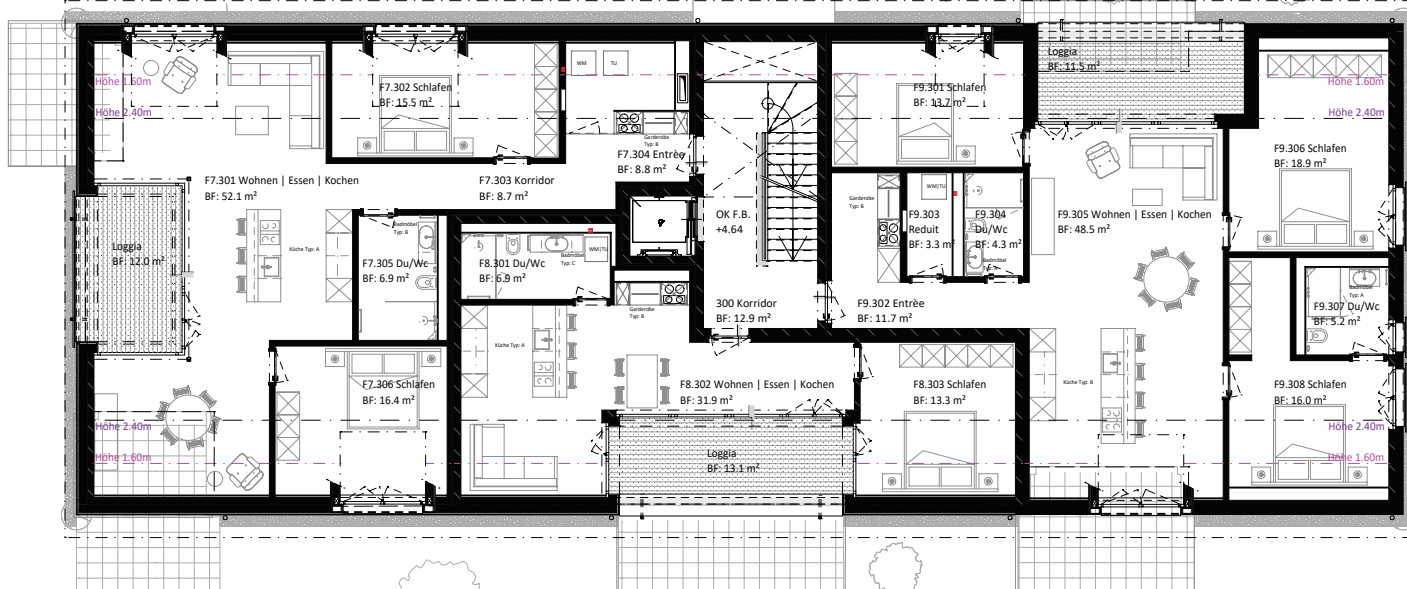 Höhe 1.60m
Höhe 2.40m
F7.302 Schlafen
BF: 15.5 m²
WM
TU
Garderobe
Typ: B
F7.304 Entrèe
BF: 8.8 m²
F7.301 Wohnen | Essen | Kochen
BF: 52.1 m²
F7.303 Korridor
BF: 8.7 m²
Loggia
BF: 12.0 m²
Küche Typ: A
Badmöbel
Typ: B
F7.305 Du/Wc
BF: 6.9 m²
F8.301 Du/Wc
BF: 6.9 m²
Badmöbel
Typ: C
WM|TU
Garderobe
Typ: B
OK F.B.
+4.64
300 Korridor
BF: 12.9 m²
F7.306 Schlafen
BF: 16.4 m²
Höhe 2.40m
Höhe 1.60m
Küche Typ: A
F8.302 Wohnen | Essen | Kochen
BF: 31.9 m²
Loggia
BF: 13.1 m²
F8.303 Schlafen
BF: 13.3 m²
F9.301 Schlafen
BF: 13.7 m²
Loggia
BF: 11.5 m²
Garderobe
Typ: B
WM|TU
F9.303
Reduit
BF: 3.3 m²
F9.304
Du/Wc
BF: 4.3 m²
Badmöbel
F9.302 Entrèe
BF: 11.7 m²
F9.305 Wohnen | Essen | Kochen
BF: 48.5 m²
Küche Typ: B
Höhe 1.60m
Höhe 2.40m
F9.306 Schlafen
BF: 18.9 m²
Badmöbel
Typ: A
F9.307 Du/Wc
BF: 5.2 m²
F9.308 Schlafen
BF: 16.0 m²
Höhe 2.40m
Höhe 1.60m